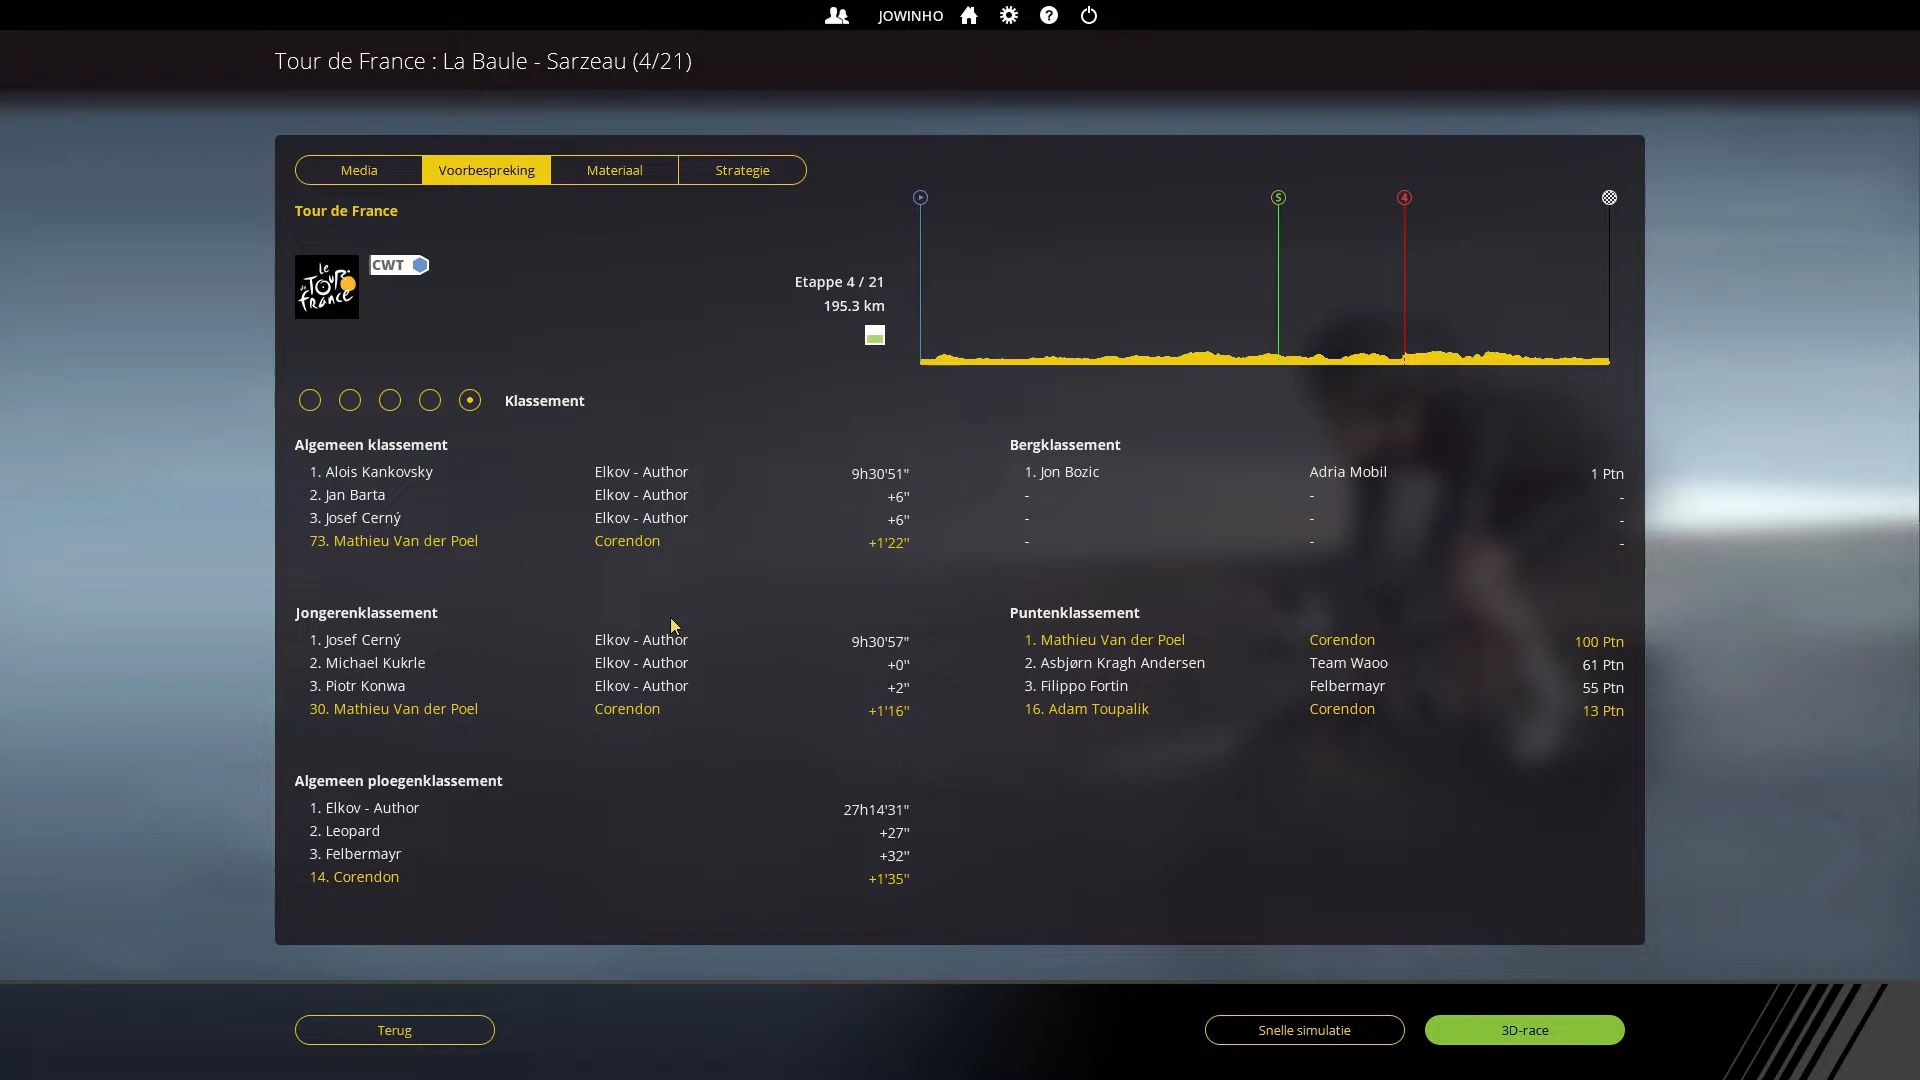 JOWINHO
Tour de France : La Baule - Sarzeau (4/21)
Media Voorbespreking Materiaal Strategie
Tour de France
S 4
le TOUR de france
CWT
Etappe 4 / 21
195.3 km
Klassement
Algemeen klassement
1. Alois Kankovsky Elkov - Author 9h30'51"
2. Jan Barta Elkov - Author +6"
3. Josef Cerný Elkov - Author +6"
73. Mathieu Van der Poel Corendon +1'22"
Bergklassement
1. Jon Bozic Adria Mobil 1 Ptn
- - -
- - -
- - -
Jongerenklassement
1. Josef Cerný Elkov - Author 9h30'57"
2. Michael Kukrle Elkov - Author +0"
3. Piotr Konwa Elkov - Author +2"
30. Mathieu Van der Poel Corendon +1'16"
Puntenklassement
1. Mathieu Van der Poel Corendon 100 Ptn
2. Asbjørn Kragh Andersen Team Waoo 61 Ptn
3. Filippo Fortin Felbermayr 55 Ptn
16. Adam Toupalik Corendon 13 Ptn
Algemeen ploegenklassement
1. Elkov - Author 27h14'31"
2. Leopard +27"
3. Felbermayr +32"
14. Corendon +1'35"
Terug Snelle simulatie 3D-race